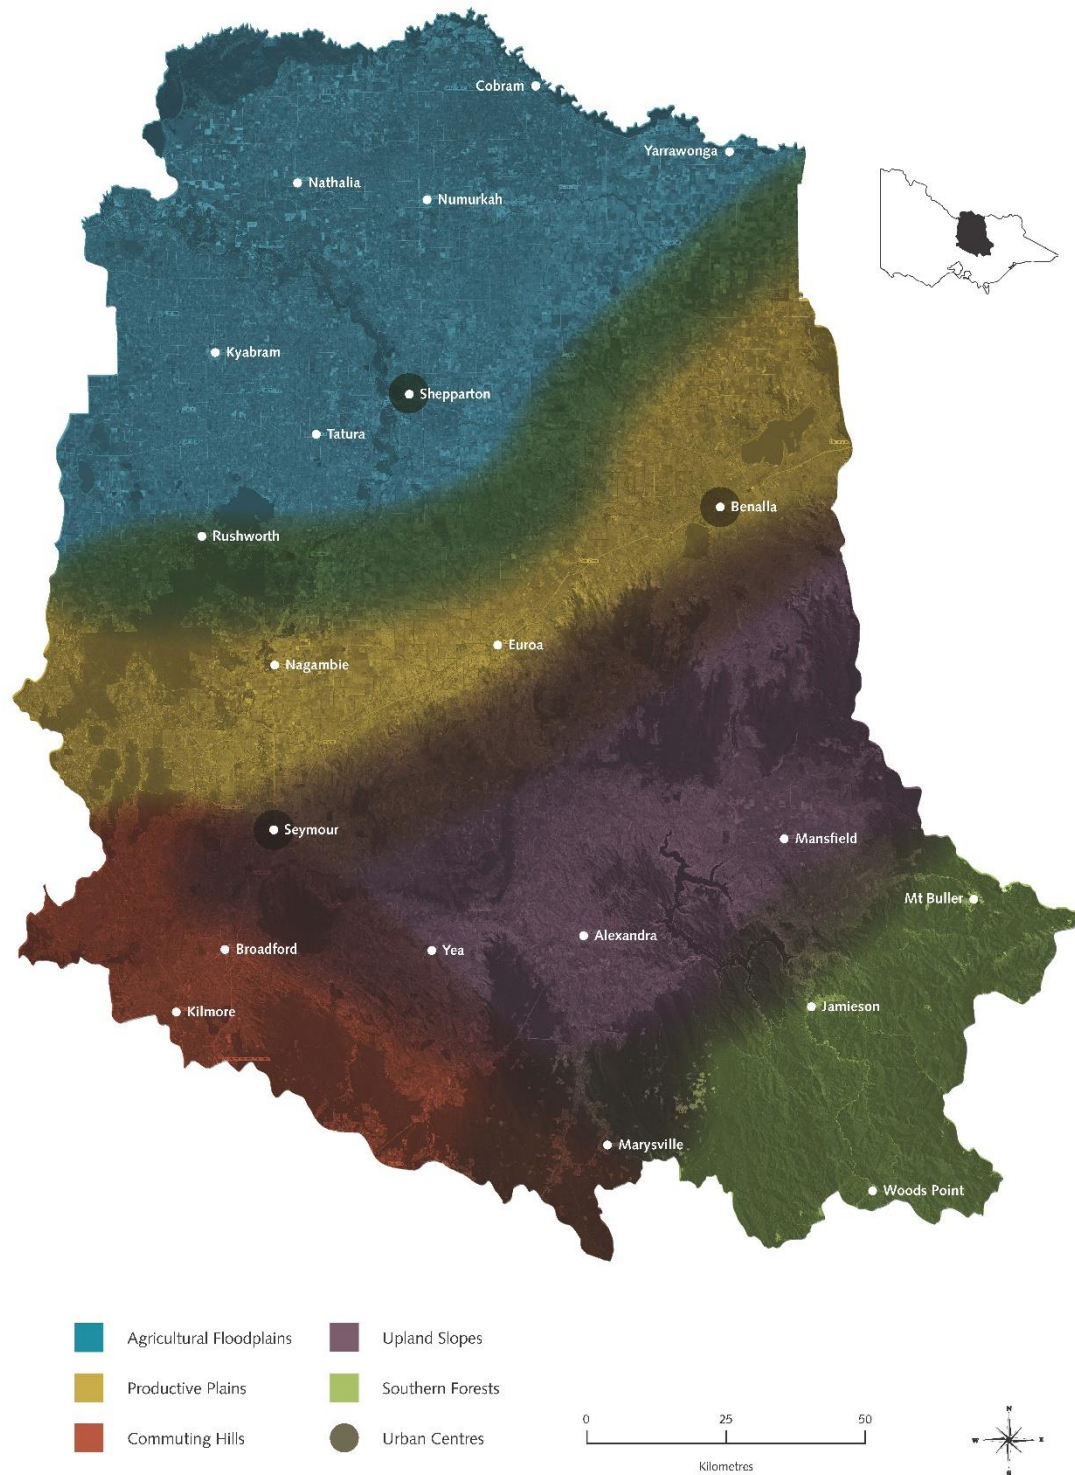 Cobram
Yarrawonga
Nathalia
Numurkah
Kyabram
Shepparton
Tatura
Benalla
Rushworth
Euroa
Nagambie
Seymour
Mansfield
Mt Buller
Alexandra
Broadford
Yea
Jamieson
Kilmore
Marysville
Woods Point
Agricultural Floodplains
Upland Slopes
Productive Plains
Southern Forests
Commuting Hills
Urban Centres
0 25 50
Kilometres
N
W E
S